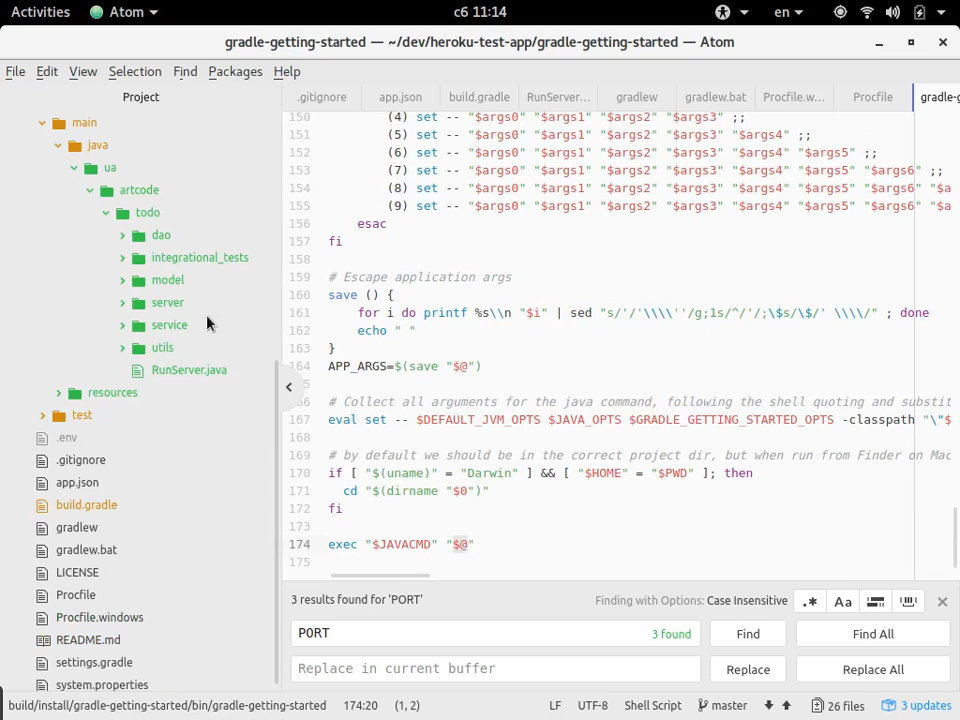 Activities Atom сб 11:14 en
gradle-getting-started — ~/dev/heroku-test-app/gradle-getting-started — Atom
File Edit View Selection Find Packages Help
Project
.gitignore app.json build.gradle RunServer... gradlew gradlew.bat Procfile.w... Procfile gradle-g
main
java
ua
artcode
todo
dao
integrational_tests
model
server
service
utils
RunServer.java
resources
test
.env
.gitignore
app.json
build.gradle
gradlew
gradlew.bat
LICENSE
Procfile
Procfile.windows
README.md
settings.gradle
system.properties
150 (4) set -- "$args0" "$args1" "$args2" "$args3" ;;
151 (5) set -- "$args0" "$args1" "$args2" "$args3" "$args4" ;;
152 (6) set -- "$args0" "$args1" "$args2" "$args3" "$args4" "$args5" ;;
153 (7) set -- "$args0" "$args1" "$args2" "$args3" "$args4" "$args5" "$args6" ;;
154 (8) set -- "$args0" "$args1" "$args2" "$args3" "$args4" "$args5" "$args6" "$a
155 (9) set -- "$args0" "$args1" "$args2" "$args3" "$args4" "$args5" "$args6" "$a
156 esac
157 fi
158
159 # Escape application args
160 save () {
161 for i do printf %s\\n "$i" | sed "s/'/'\\\\''/g;1s/^/'/;\$s/\$/' \\\\/" ; done
162 echo " "
163 }
164 APP_ARGS=$(save "$@")
165
166 # Collect all arguments for the java command, following the shell quoting and substit
167 eval set -- $DEFAULT_JVM_OPTS $JAVA_OPTS $GRADLE_GETTING_STARTED_OPTS -classpath "\"$
168
169 # by default we should be in the correct project dir, but when run from Finder on Mac
170 if [ "$(uname)" = "Darwin" ] && [ "$HOME" = "$PWD" ]; then
171 cd "$(dirname "$0")"
172 fi
173
174 exec "$JAVACMD" "$@"
175
3 results found for 'PORT' Finding with Options: Case Insensitive .* Aa
PORT 3 found Find Find All
Replace in current buffer Replace Replace All
build/install/gradle-getting-started/bin/gradle-getting-started 174:20 (1, 2) LF UTF-8 Shell Script master 26 files 3 updates